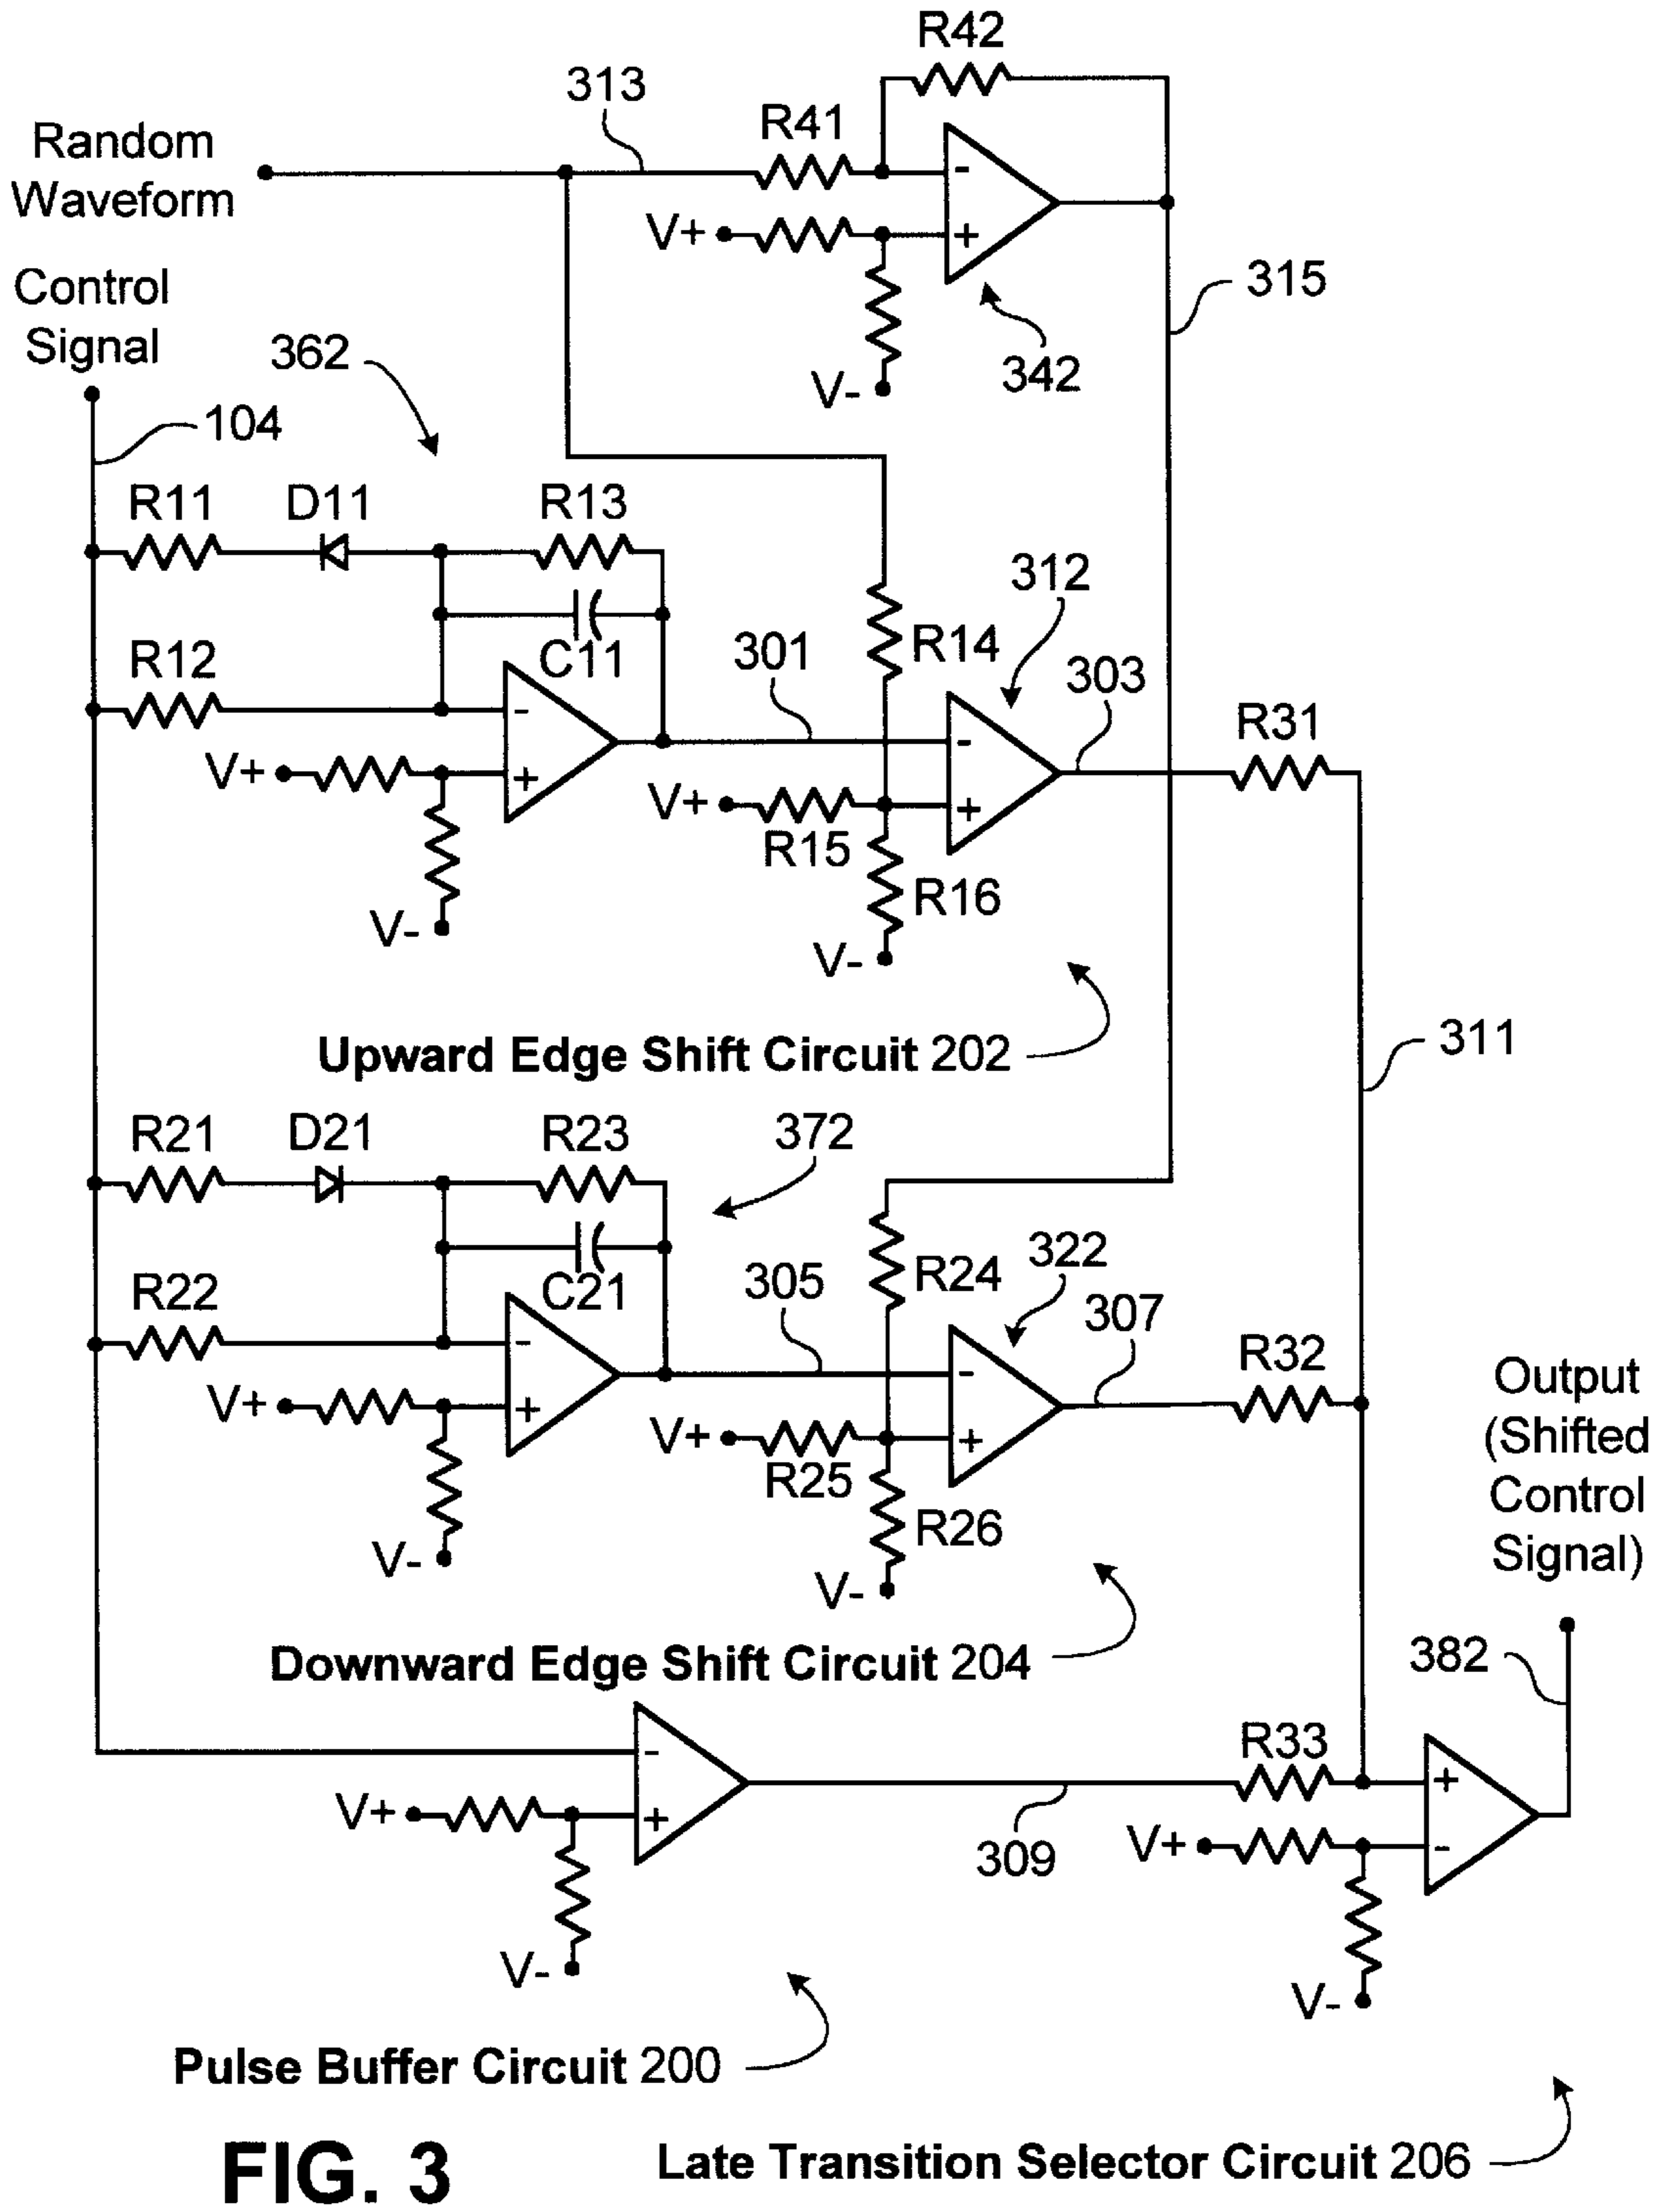 R42
313
R41
Random
Waveform
-
V+
+
315
Control
Signal
362
342
V-
104
R11
D11
R13
312
R14
C11
R12
301
303
R31
-
-
V+
+
V+
+
R15
R16
V-
V-
Upward Edge Shift Circuit 202
311
R21
D21
R23
372
R24
322
C21
R22
305
307
R32
-
-
V+
+
V+
+
R25
R26
V-
V-
Output
(Shifted
Control
Signal)
Downward Edge Shift Circuit 204
382
R33
-
+
V+
+
309
V+
-
V-
V-
Pulse Buffer Circuit 200
Late Transition Selector Circuit 206
FIG. 3